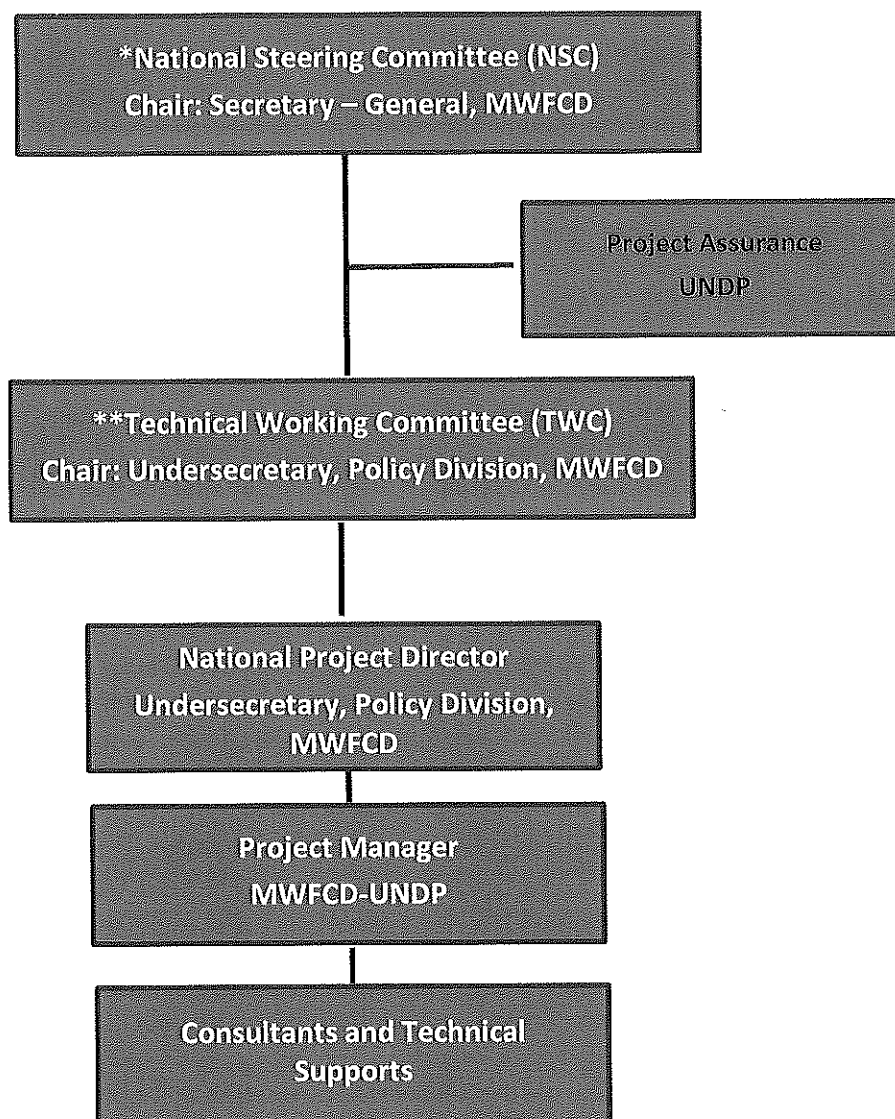 *National Steering Committee (NSC)
Chair: Secretary – General, MWFCD
Project Assurance
UNDP
**Technical Working Committee (TWC)
Chair: Undersecretary, Policy Division, MWFCD
National Project Director
Undersecretary, Policy Division,
MWFCD
Project Manager
MWFCD-UNDP
Consultants and Technical
Supports